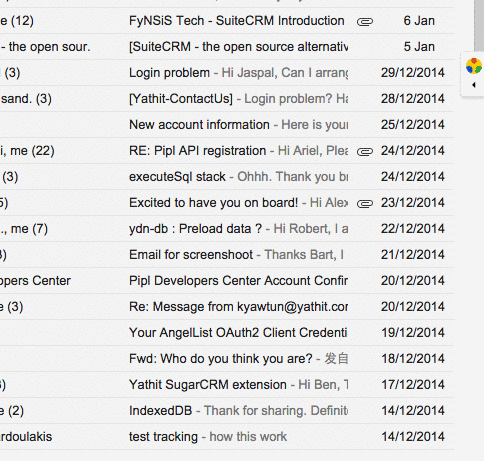 e (12) FyNSiS Tech - SuiteCRM Introduction 6 Jan
- the open sour. [SuiteCRM - the open source alternativ 5 Jan
(3) Login problem - Hi Jaspal, Can I arrang 29/12/2014
sand. (3) [Yathit-ContactUs] - Login problem? Ha 28/12/2014
New account information - Here is your 25/12/2014
i, me (22) RE: Pipl API registration - Hi Ariel, Plea 24/12/2014
(3) executeSql stack - Ohhh. Thank you b 24/12/2014
5) Excited to have you on board! - Hi Alex 23/12/2014
., me (7) ydn-db : Preload data ? - Hi Robert, I a 22/12/2014
) Email for screenshoot - Thanks Bart, I 21/12/2014
opers Center Pipl Developers Center Account Confir 20/12/2014
e (3) Re: Message from kyawtun@yathit.cor 20/12/2014
Your AngelList OAuth2 Client Credenti 19/12/2014
Fwd: Who do you think you are? - 发自 18/12/2014
) Yathit SugarCRM extension - Hi Ben, T 17/12/2014
e (2) IndexedDB - Thank for sharing. Definit 14/12/2014
rdoulakis test tracking - how this work 14/12/2014